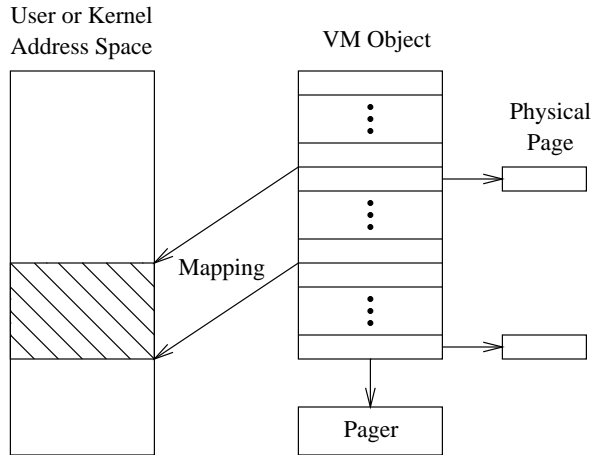 User or Kernel
Address Space
VM Object
Physical
Page
Mapping
Pager